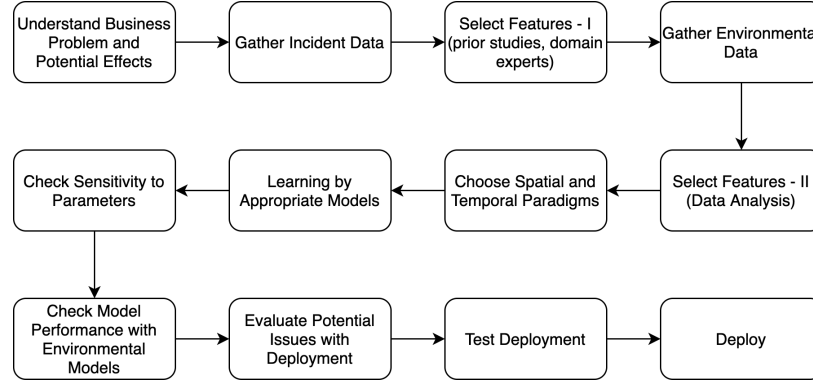 Understand Business
Problem and
Potential Effects
Gather Incident Data
Select Features - I
(prior studies, domain
experts)
Gather Environmenta
Data
Select Features - II
(Data Analysis)
Choose Spatial and
Temporal Paradigms
Learning by
Appropriate Models
Check Sensitivity to
Parameters
Check Model
Performance with
Environmental
Models
Evaluate Potential
Issues with
Deployment
Test Deployment
Deploy